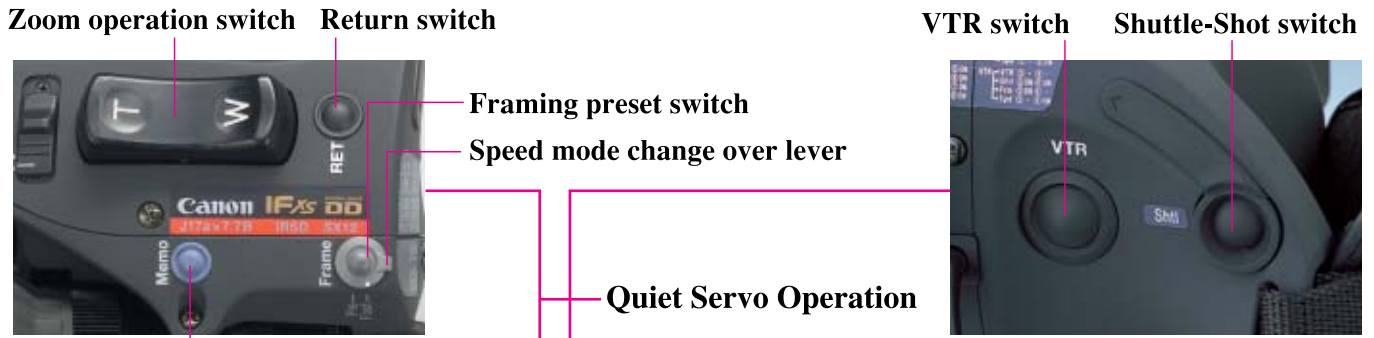 Zoom operation switch
Return switch
VTR switch
Shuttle-Shot switch
T
W
RET
Framing preset switch
Speed mode change over lever
Canon IFxs DD
J17a×7.7B IRSD SX12
Memo
Frame
Quiet Servo Operation
VTR
Shtl